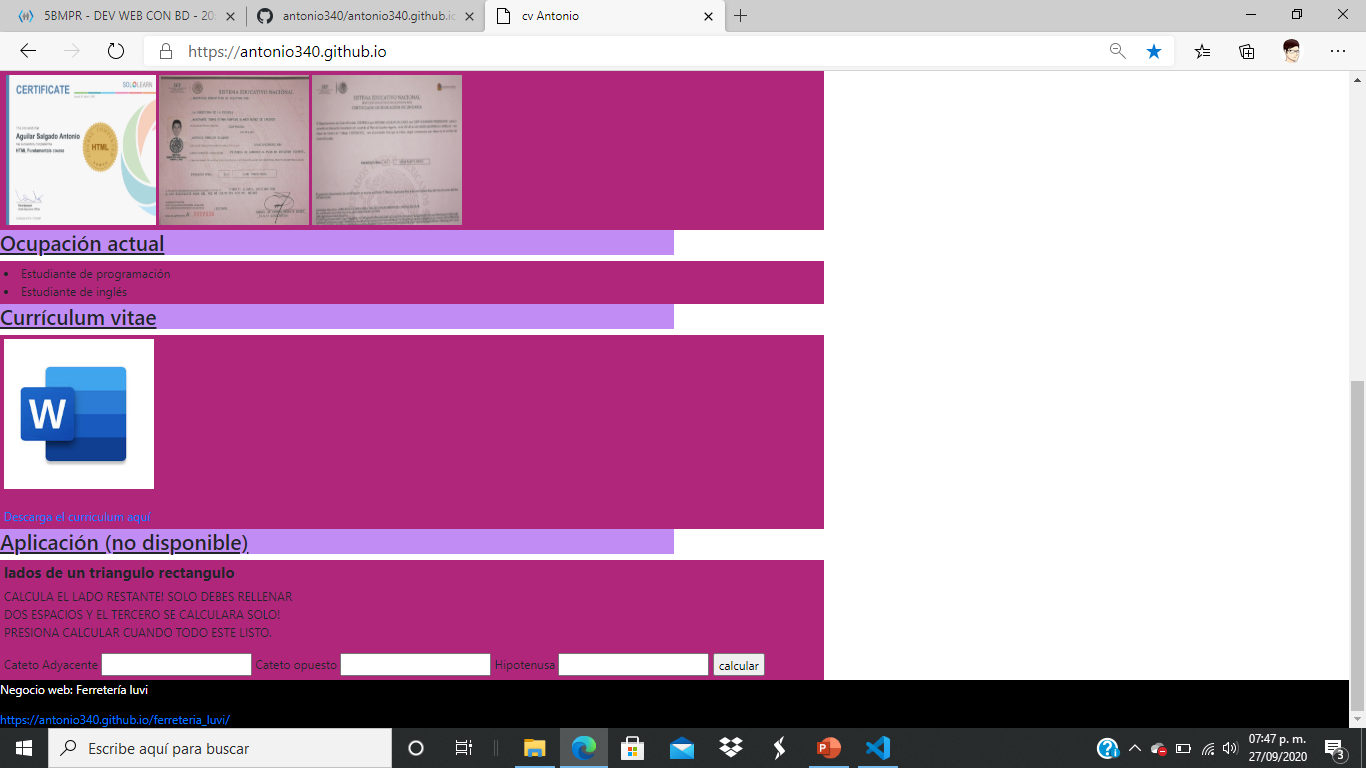 5BMPR - DEV WEB CON BD - 20
antonio340/antonio340.github.io
cv Antonio
https://antonio340.github.io
CERTIFICATE
SOLOLEARN
Aguilar Salgado Antonio
HTML Fundamentals course
HTML
SISTEMA EDUCATIVO NACIONAL
SISTEMA EDUCATIVO NACIONAL
Ocupación actual
Estudiante de programación
Estudiante de inglés
Currículum vitae
W
Descarga el curriculum aquí
Aplicación (no disponible)
lados de un triangulo rectangulo
CALCULA EL LADO RESTANTE! SOLO DEBES RELLENAR
DOS ESPACIOS Y EL TERCERO SE CALCULARA SOLO!
PRESIONA CALCULAR CUANDO TODO ESTE LISTO.
Cateto Adyacente Cateto opuesto Hipotenusa calcular
Negocio web: Ferretería luvi
https://antonio340.github.io/ferreteria_luvi/
Escribe aquí para buscar
07:47 p. m.
27/09/2020
3